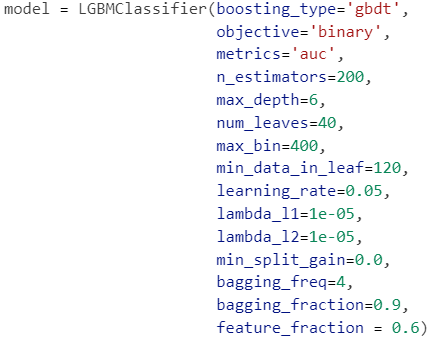 model = LGBMClassifier(boosting_type='gbdt',
objective='binary',
metrics='auc',
n_estimators=200,
max_depth=6,
num_leaves=40,
max_bin=400,
min_data_in_leaf=120,
learning_rate=0.05,
lambda_l1=1e-05,
lambda_l2=1e-05,
min_split_gain=0.0,
bagging_freq=4,
bagging_fraction=0.9,
feature_fraction = 0.6)